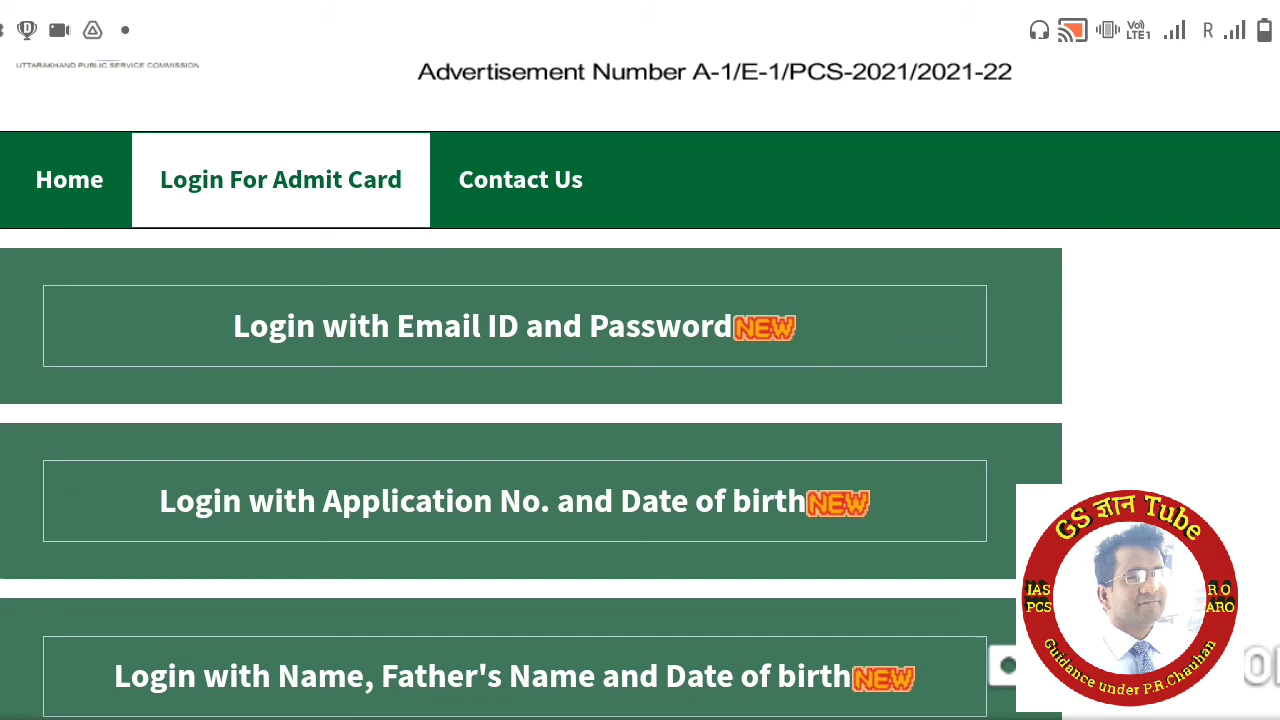 Vo)
LTE1
R
UTTARAKHAND PUBLIC SERVICE COMMISSION
Advertisement Number A-1/E-1/PCS-2021/2021-22
Home
Login For Admit Card
Contact Us
Login with Email ID and Password NEW
Login with Application No. and Date of birth NEW
Login with Name, Father's Name and Date of birth NEW
GS ज्ञान Tube
IAS
PCS
R O
ARO
Guidance under P.R.Chauhan